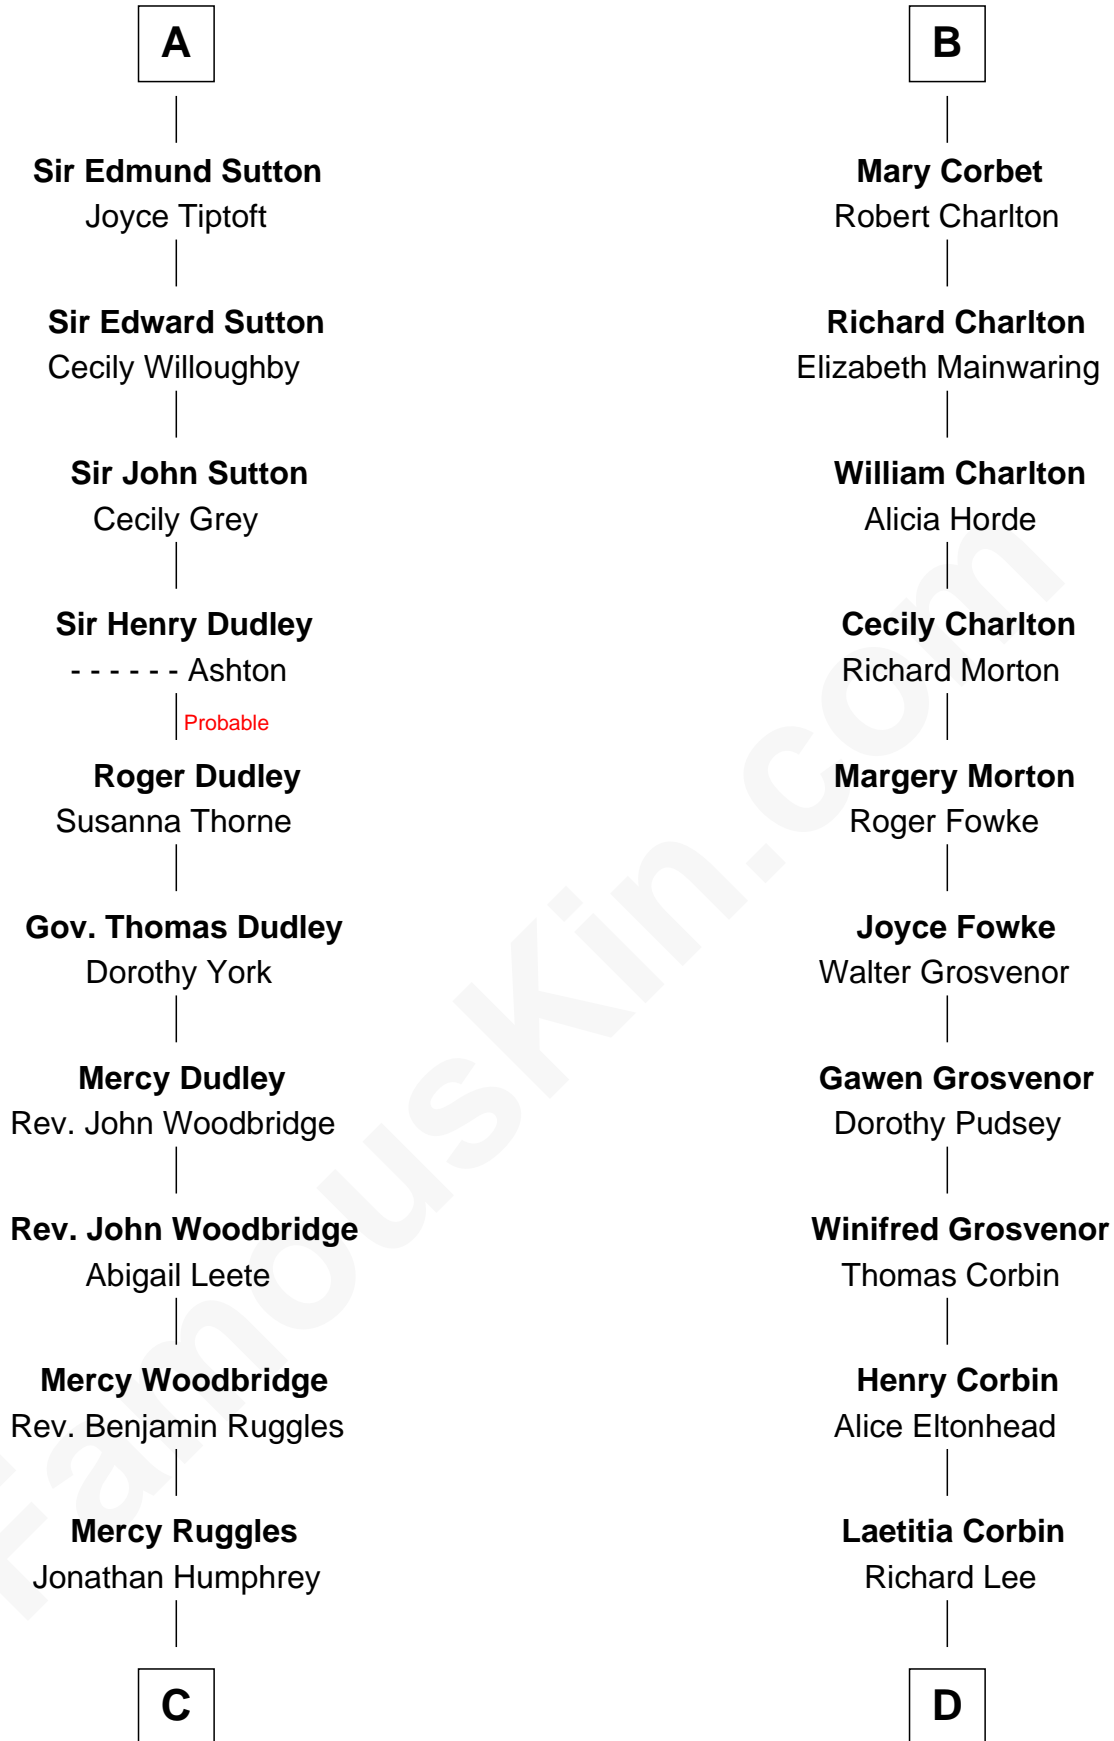 A
Sir Edmund Sutton
Joyce Tiptoft
Sir Edward Sutton
Cecily Willoughby
Sir John Sutton
Cecily Grey
Sir Henry Dudley
- - - - - - Ashton
Probable
Roger Dudley
Susanna Thorne
Gov. Thomas Dudley
Dorothy York
Mercy Dudley
Rev. John Woodbridge
Rev. John Woodbridge
Abigail Leete
Mercy Woodbridge
Rev. Benjamin Ruggles
Mercy Ruggles
Jonathan Humphrey
C
B
Mary Corbet
Robert Charlton
Richard Charlton
Elizabeth Mainwaring
William Charlton
Alicia Horde
Cecily Charlton
Richard Morton
Margery Morton
Roger Fowke
Joyce Fowke
Walter Grosvenor
Gawen Grosvenor
Dorothy Pudsey
Winifred Grosvenor
Thomas Corbin
Henry Corbin
Alice Eltonhead
Laetitia Corbin
Richard Lee
D
FamousKin.com